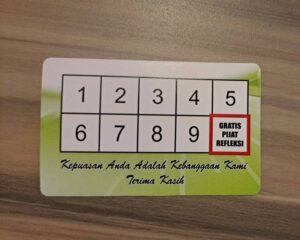 1 2 3 4 5
6 7 8 9 GRATIS
PIJAT
REFLEKSI
Kepuasan Anda Adalah Kebanggaan Kami
Terima Kasih